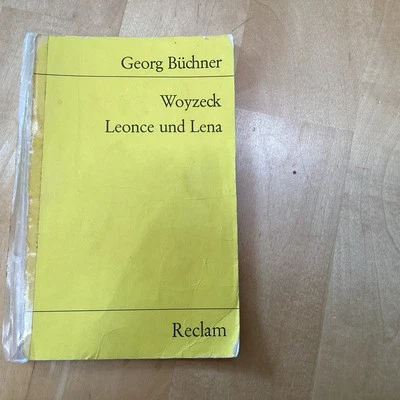 Georg Büchner
Woyzeck
Leonce und Lena
Reclam